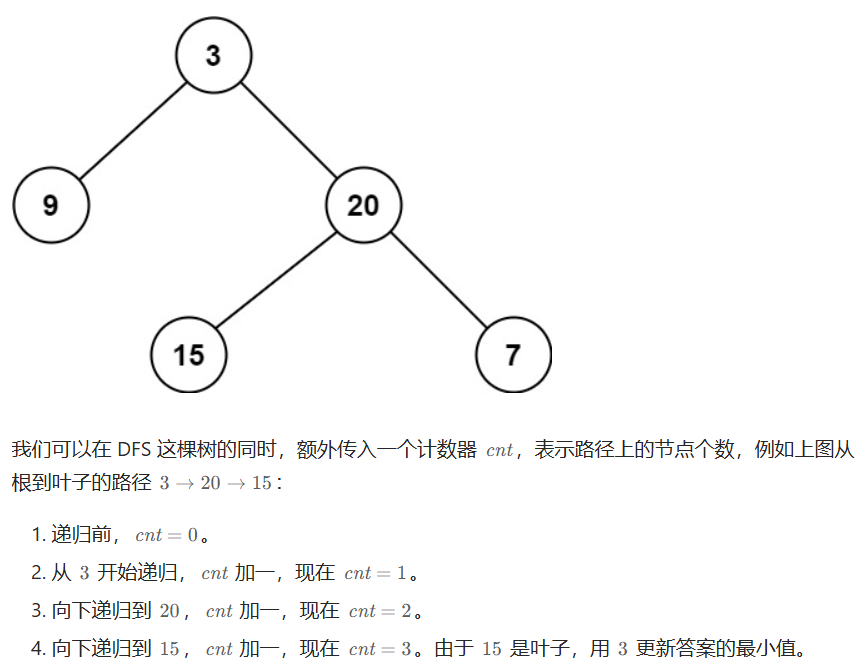 3
9
20
15
7
我们可以在 DFS 这棵树的同时，额外传入一个计数器 cnt，表示路径上的节点个数，例如上图从
根到叶子的路径 3 → 20 → 15：
1. 递归前， cnt = 0。
2. 从 3 开始递归， cnt 加一，现在 cnt = 1。
3. 向下递归到 20 ， cnt 加一，现在 cnt = 2。
4. 向下递归到 15 ， cnt 加一，现在 cnt = 3。由于 15 是叶子，用 3 更新答案的最小值。